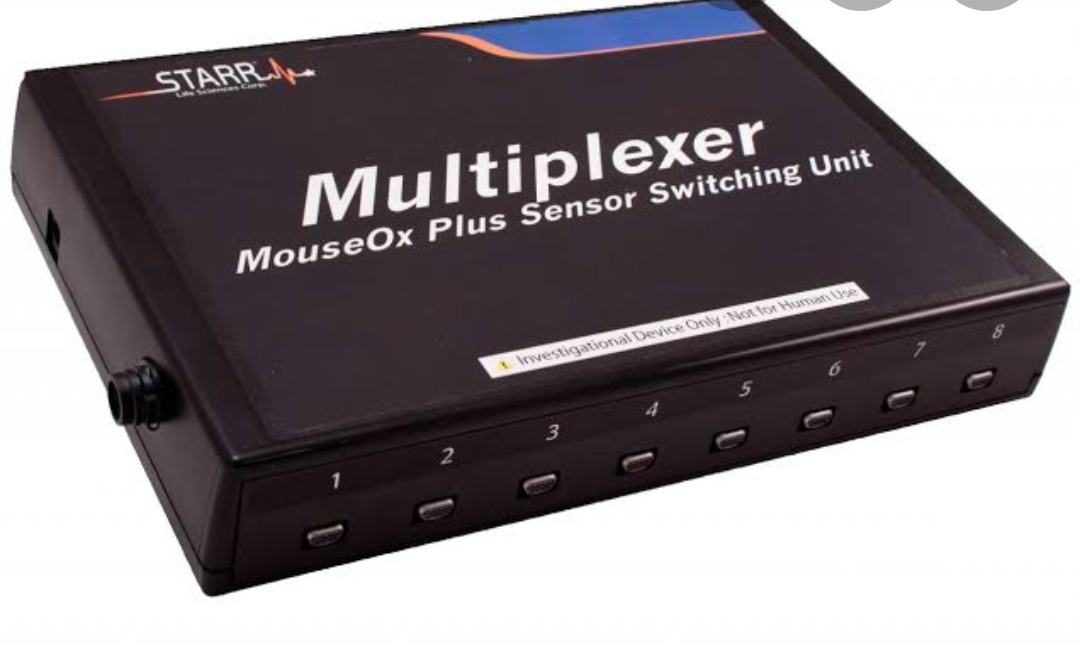 STARR
Life Sciences Corp.
Multiplexer
MouseOx Plus Sensor Switching Unit
Investigational Device Only : Not for Human Use
1 2 3 4 5 6 7 8